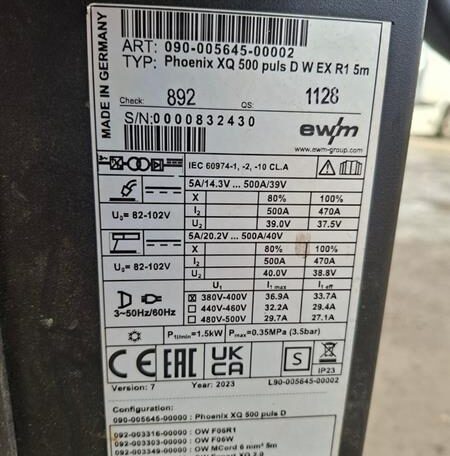 MADE IN GERMANY
ART: 090-005645-00002
TYP: Phoenix XQ 500 puls D W EX R1 5m
Check: 892 QS: 1128
S/N:0000832430
ewm
www.ewm-group.com
IEC 60974-1, -2, -10 CL.A
5A/14.3V ... 500A/39V
X 80% 100%
I2 500A 470A
U0= 82-102V U2 39.0V 37.5V
5A/20.2V ... 500A/40V
X 80% 100%
I2 500A 470A
U0= 82-102V U2 40.0V 38.8V
U1 I1 max I1 eff
380V-400V 36.9A 33.7A
440V-460V 32.2A 29.4A
3~50Hz/60Hz 480V-500V 29.7A 27.1A
P1l/min= 1.5kW Pmax=0.35MPa (3.5bar)
CE EAC UKCA S IP23
Version: 7 Year: 2023 L90-005645-00002
Configuration:
090-005645-00000 : Phoenix XQ 500 puls D
092-003316-00000 : OW F06R1
092-003303-00000 : OW F06W
092-003349-00000 : OW MCord 6 mm² 5m